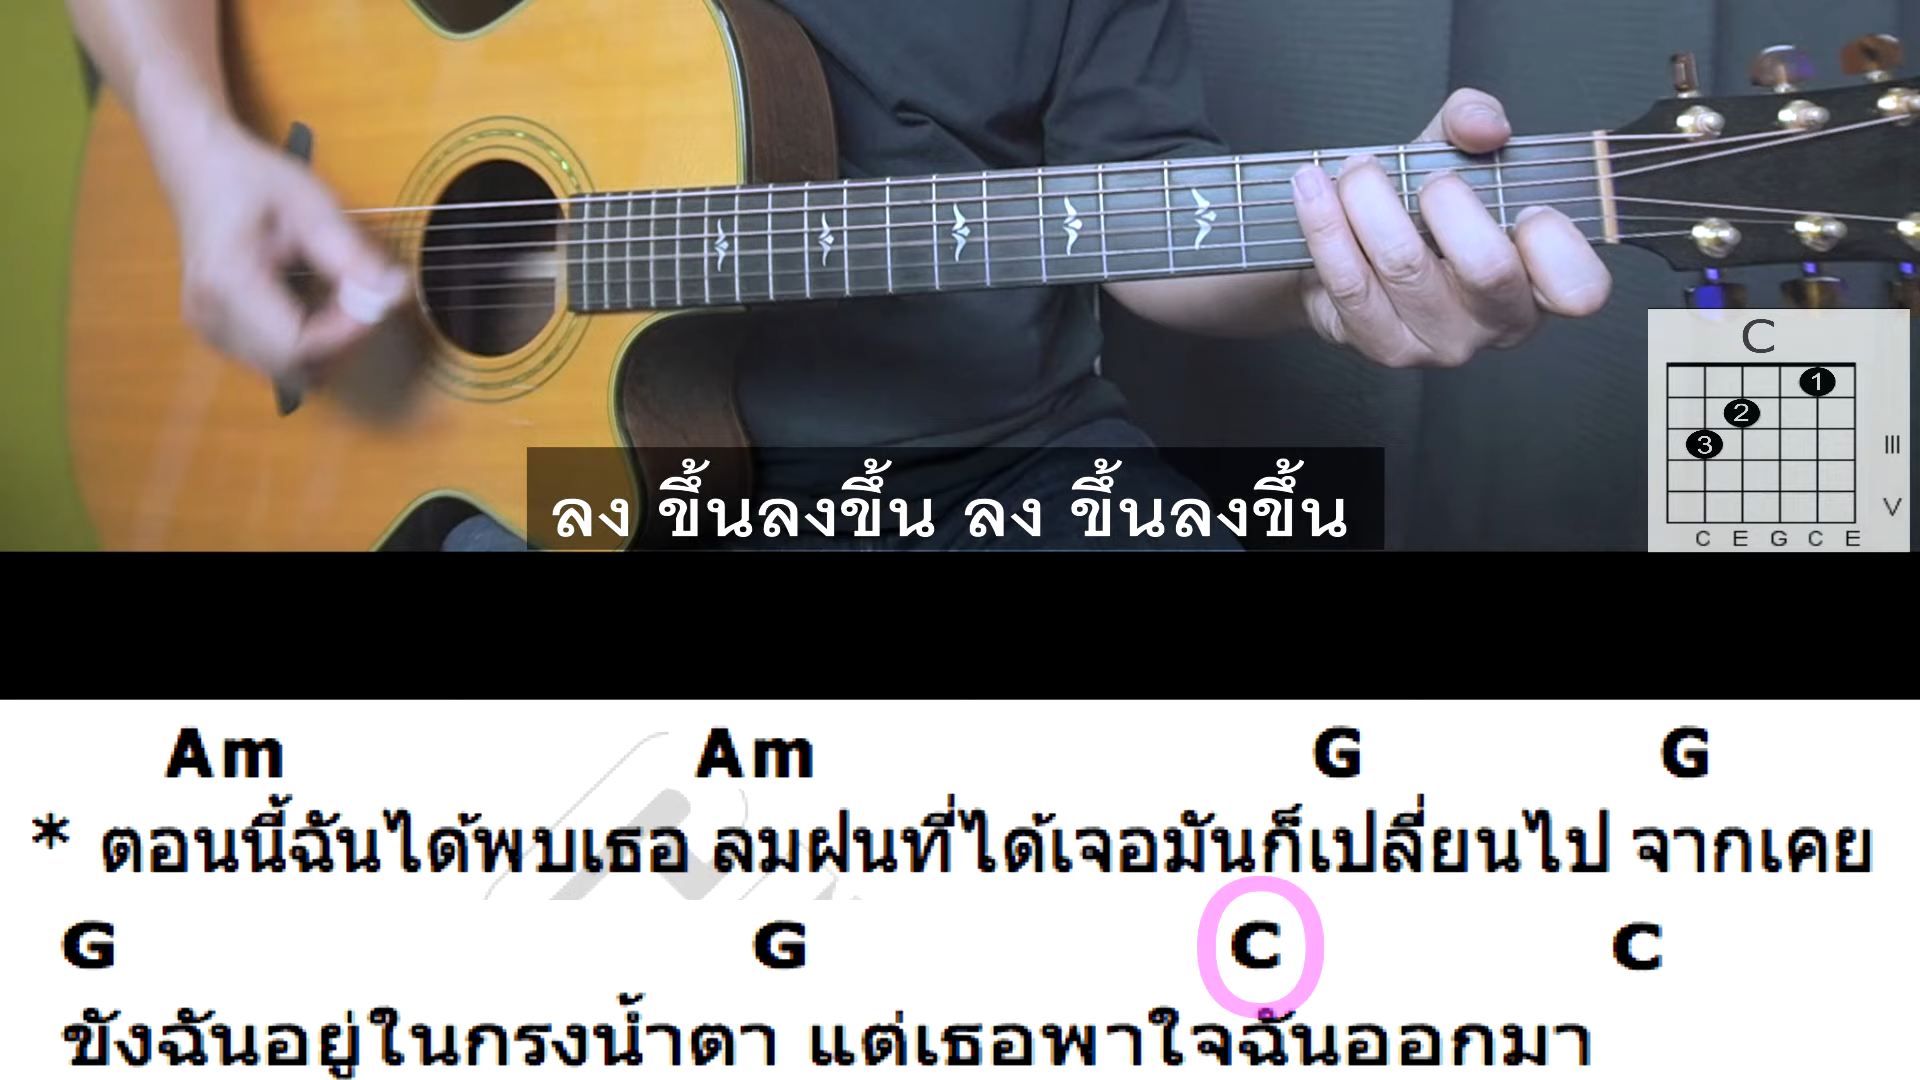 C
1
2
3
III
V
C E G C E
ลง ขึ้นลงขึ้น ลง ขึ้นลงขึ้น
Am Am G G
* ตอนนี้ฉันได้พบเธอ ลมฝนที่ได้เจอมันก็เปลี่ยนไป จากเคย
G G C C
ขังฉันอยู่ในกรงน้ำตา แต่เธอพาใจฉันออกมา